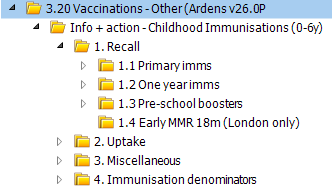 3.20 Vaccinations - Other (Ardens v26.0P
Info + action - Childhood Immunisations (0-6y)
1. Recall
1.1 Primary imms
1.2 One year imms
1.3 Pre-school boosters
1.4 Early MMR 18m (London only)
2. Uptake
3. Miscellaneous
4. Immunisation denominators